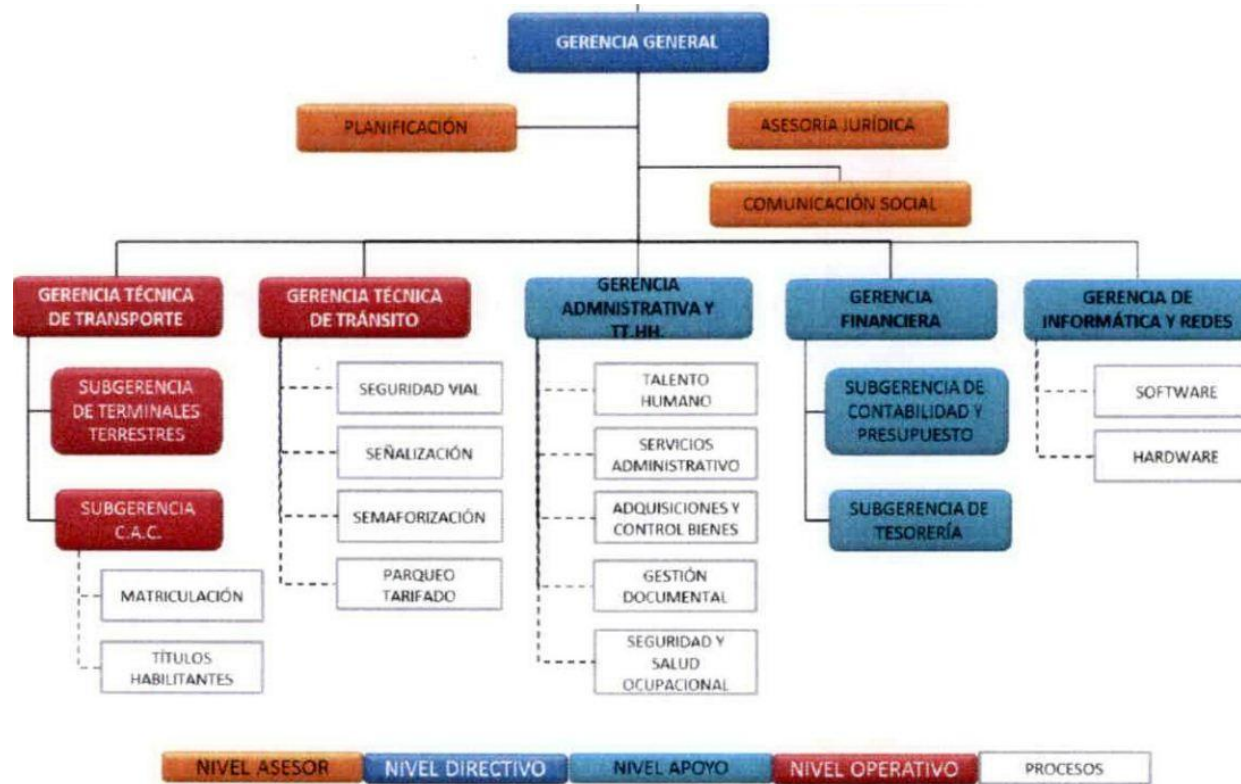 GERENCIA GENERAL
PLANIFICACIÓN
ASESORÍA JURÍDICA
COMUNICACIÓN SOCIAL
GERENCIA TÉCNICA
DE TRANSPORTE
GERENCIA TÉCNICA
DE TRÁNSITO
GERENCIA
ADMNISTRATIVA Y
TT.HH.
GERENCIA
FINANCIERA
GERENCIA DE
INFORMÁTICA Y REDES
SUBGERENCIA
DE TERMINALES
TERRESTRES
SUBGERENCIA
C.A.C.
MATRICULACIÓN
TÍTULOS
HABILITANTES
SEGURIDAD VIAL
SEÑALIZACIÓN
SEMAFORIZACIÓN
PARQUEO
TARIFADO
TALENTO
HUMANO
SERVICIOS
ADMINISTRATIVO
ADQUISICIONES Y
CONTROL BIENES
GESTIÓN
DOCUMENTAL
SEGURIDAD Y
SALUD
OCUPACIONAL
SUBGERENCIA DE
CONTABILIDAD Y
PRESUPUESTO
SUBGERENCIA DE
TESORERÍA
SOFTWARE
HARDWARE
NIVEL ASESOR
NIVEL DIRECTIVO
NIVEL APOYO
NIVEL OPERATIVO
PROCESOS